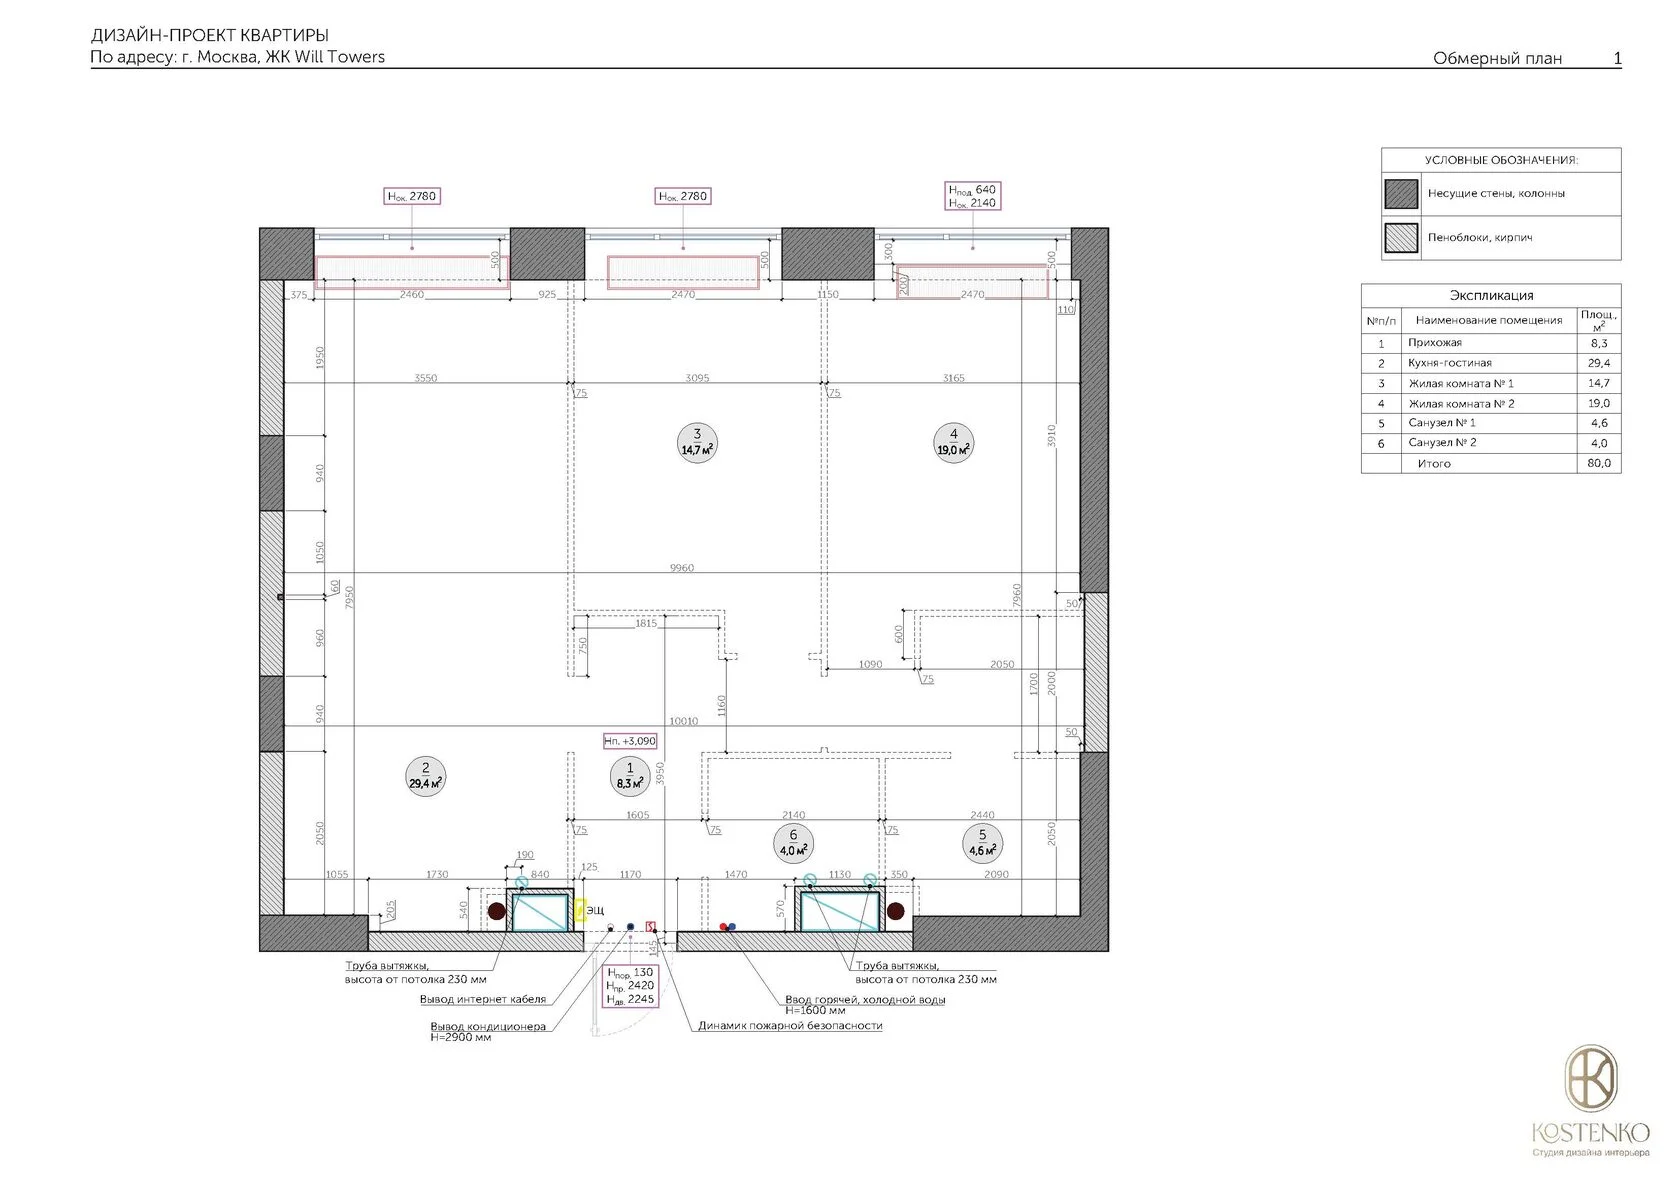 ДИЗАЙН-ПРОЕКТ КВАРТИРЫ
По адресу: г. Москва, ЖК Will Towers
Обмерный план 1
УСЛОВНЫЕ ОБОЗНАЧЕНИЯ:
Несущие стены, колонны
Пеноблоки, кирпич
Экспликация
№п/п Наименование помещения Площ., м²
1 Прихожая 8,3
2 Кухня-гостиная 29,4
3 Жилая комната № 1 14,7
4 Жилая комната № 2 19,0
5 Санузел № 1 4,6
6 Санузел № 2 4,0
Итого 80,0
Нок. 2780
Нок. 2780
Нпод. 640
Нок. 2140
500
500
300
500
200
375 2460 925 2470 1150 2470
110
1950
3550 3095 3165
75 75
3
14,7 м²
4
19,0 м²
3910
940
1050
9960
60
7950
7960
50
960
1815
750
600
1090 2050
75
1700
2000
940
1160
10010
50
Нп. +3,090
2
29,4 м²
1
8,3 м²
3950
1605 2140 2440
75 75 75
2050
2050
6
4,0 м²
5
4,6 м²
190
125
1055 1730 840 1170 1470 1130 350 2090
205
540
570
ЭЩ
145
Труба вытяжки,
высота от потолка 230 мм
Вывод интернет кабеля
Вывод кондиционера
Н=2900 мм
Нпор. 130
Нпр. 2420
Ндв. 2245
Труба вытяжки,
высота от потолка 230 мм
Ввод горячей, холодной воды
Н=1600 мм
Динамик пожарной безопасности
KOSTENKO
Студия дизайна интерьера